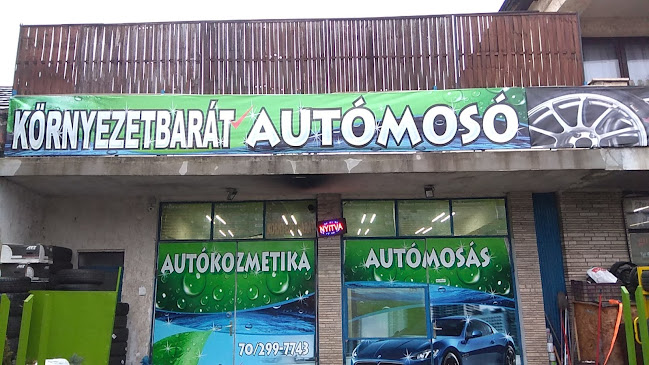 KÖRNYEZETBARÁT AUTÓMOSÓ
NYITVA
AUTÓKOZMETIKA
AUTÓMOSÁS
70/299-7743